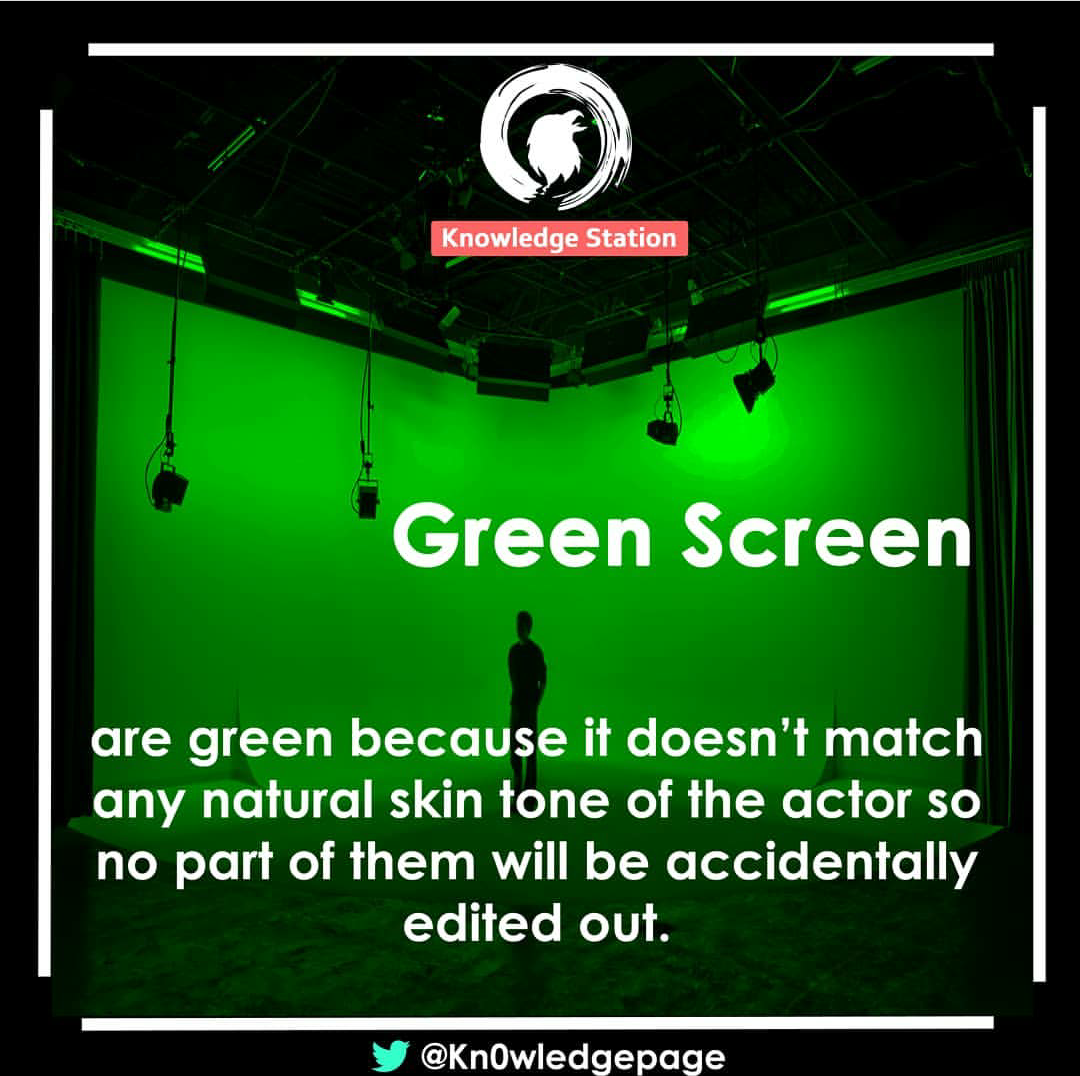 Knowledge Station
Green Screen
are green because it doesn’t match
any natural skin tone of the actor so
no part of them will be accidentally
edited out.
@Kn0wledgepage